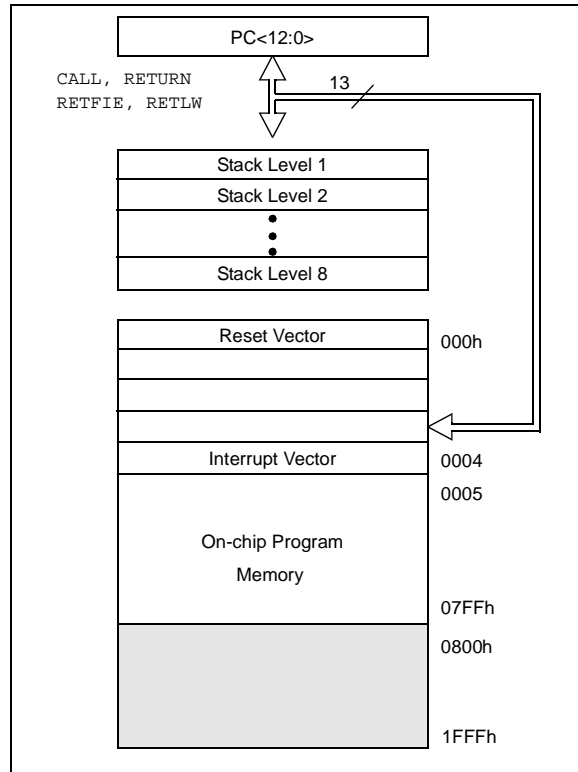 PC<12:0>
CALL, RETURN
RETFIE, RETLW
13
Stack Level 1
Stack Level 2
Stack Level 8
Reset Vector
000h
Interrupt Vector
0004
0005
On-chip Program
Memory
07FFh
0800h
1FFFh